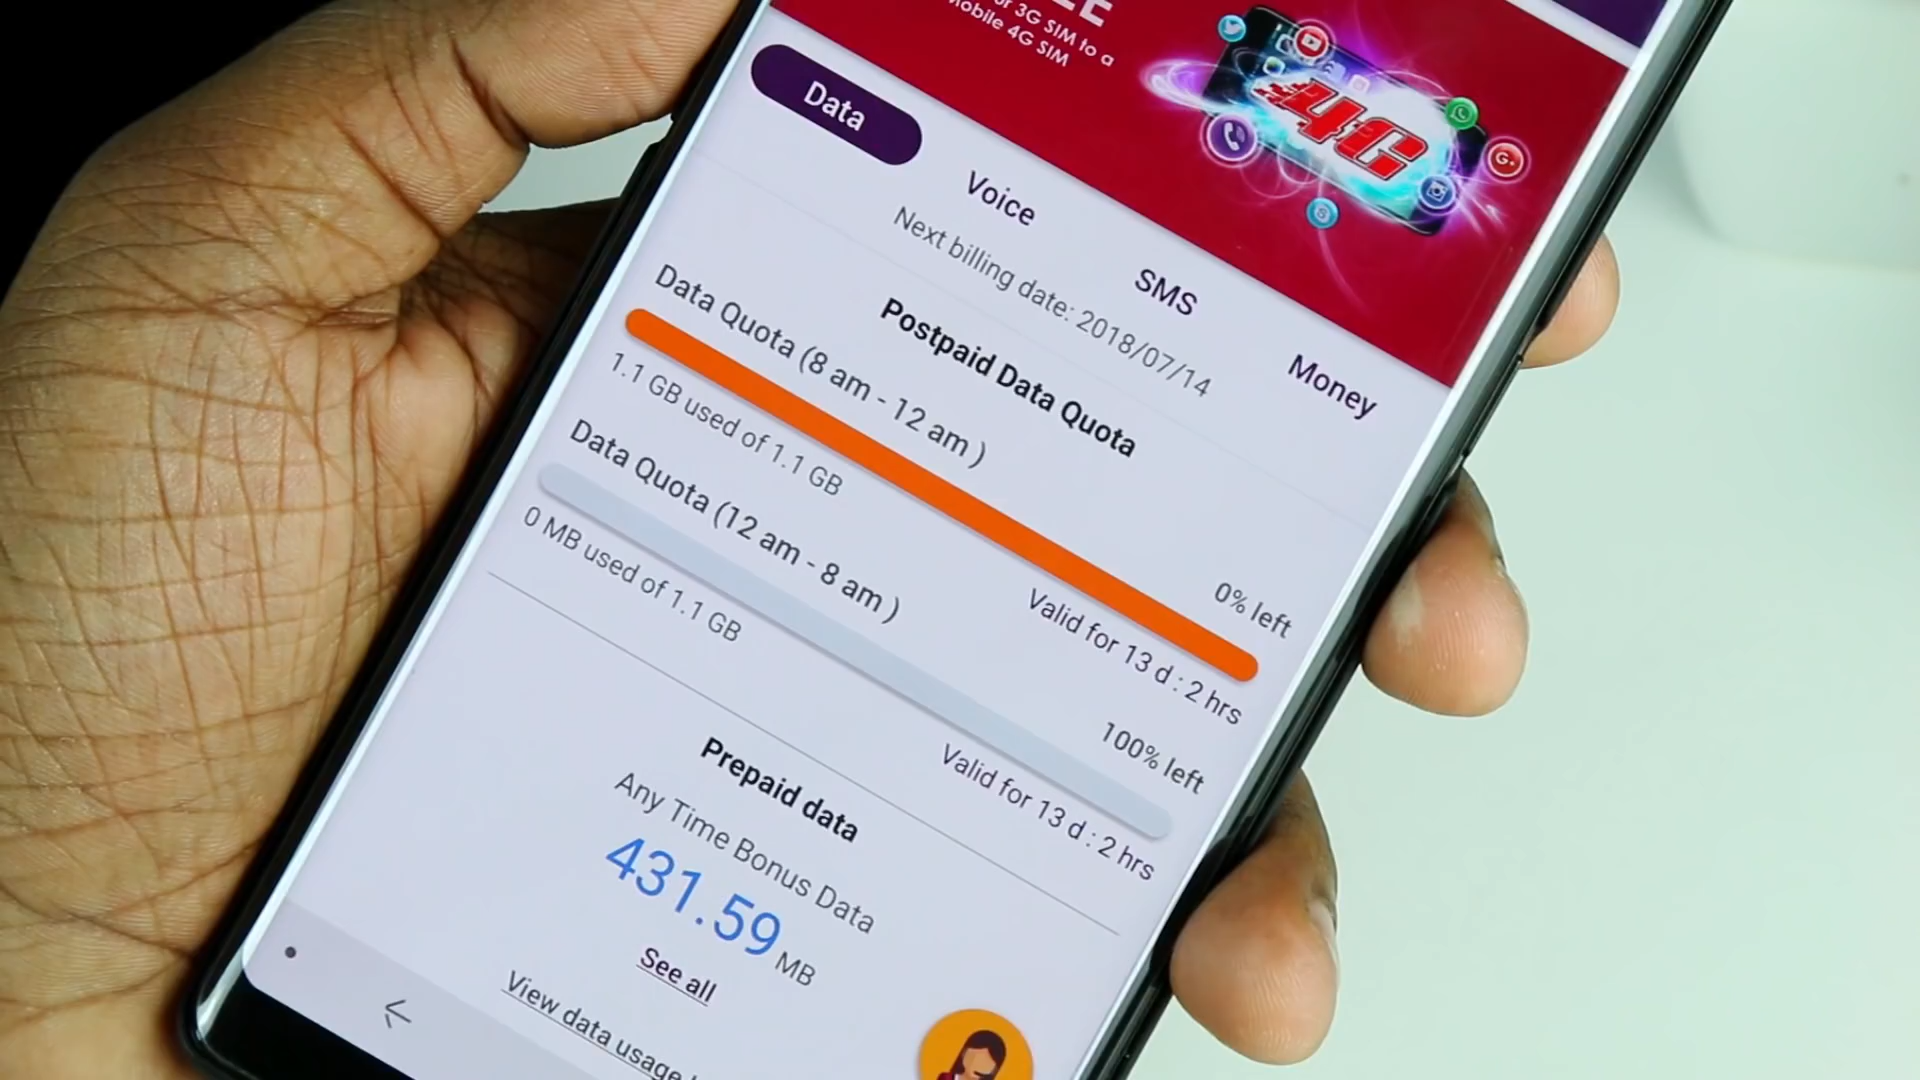 or 3G SIM to a
Mobile 4G SIM
4G
G+
Data
Voice
SMS
Money
Next billing date: 2018/07/14
Postpaid Data Quota
Data Quota (8 am - 12 am )
0% left
1.1 GB used of 1.1 GB
Valid for 13 d : 2 hrs
Data Quota (12 am - 8 am )
100% left
0 MB used of 1.1 GB
Valid for 13 d : 2 hrs
Prepaid data
Any Time Bonus Data
431.59 MB
See all
View data usage